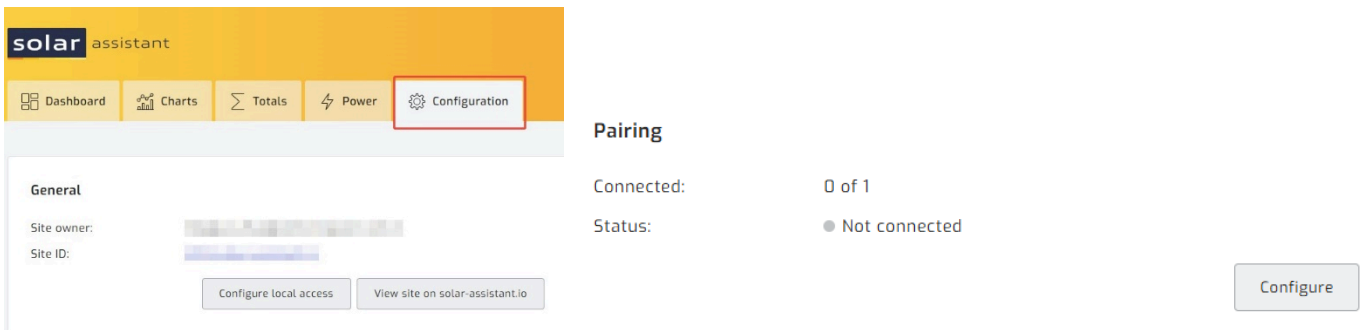 solar assistant
Dashboard Charts Totals Power Configuration
General
Site owner:
Site ID:
Configure local access View site on solar-assistant.io
Pairing
Connected: 0 of 1
Status: Not connected
Configure